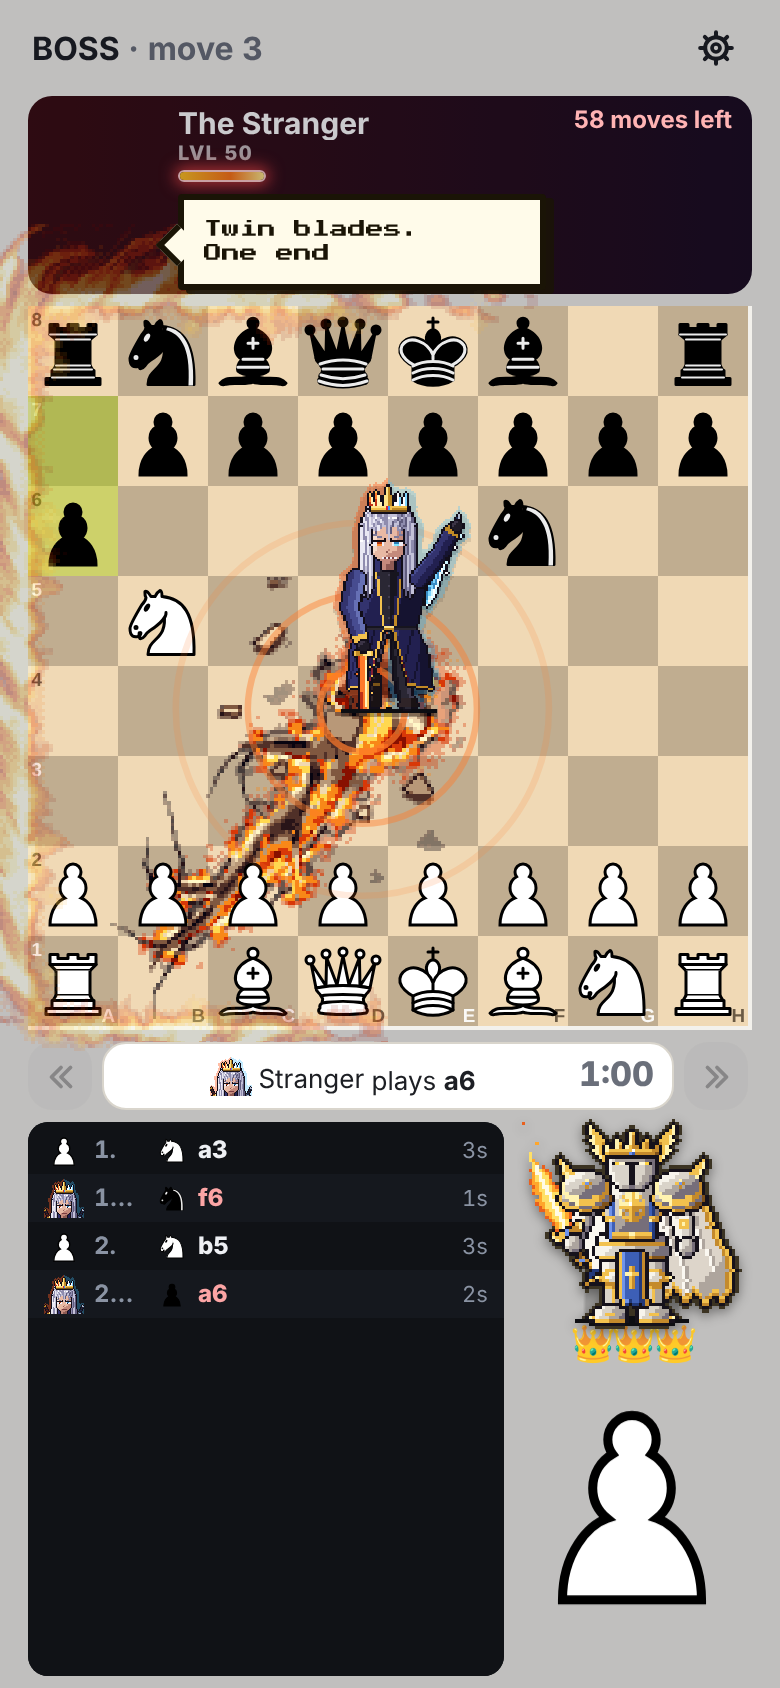 BOSS · move 3
The Stranger
58 moves left
LVL 50
Twin blades.
One end
8
7
6
5
4
3
2
1
A B C D E F G H
Stranger plays a6 1:00
1. a3 3s
1... f6 1s
2. b5 3s
2... a6 2s